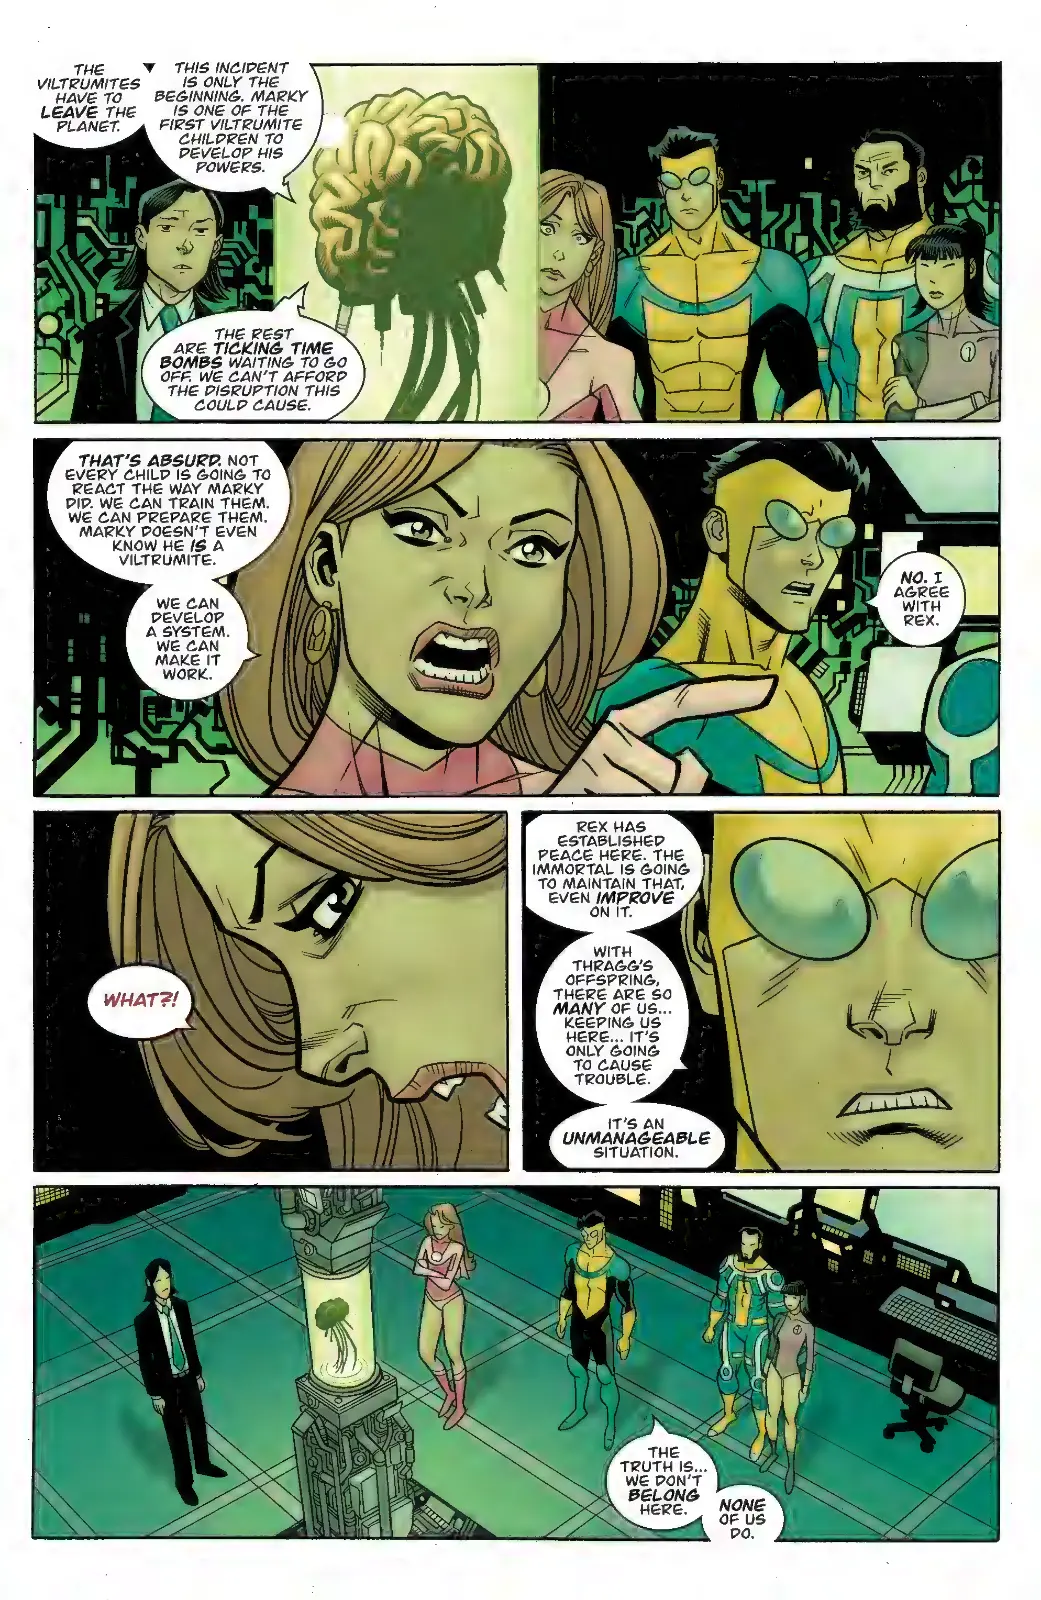 THE
VILTRUMITES
HAVE TO
LEAVE THE
PLANET.
THIS INCIDENT
IS ONLY THE
BEGINNING. MARKY
IS ONE OF THE
FIRST VILTRUMITE
CHILDREN TO
DEVELOP HIS
POWERS.
THE REST
ARE TICKING TIME
BOMBS WAITING TO GO
OFF. WE CAN'T AFFORD
THE DISRUPTION THIS
COULD CAUSE.
THAT'S ABSURD. NOT
EVERY CHILD IS GOING TO
REACT THE WAY MARKY
DID. WE CAN TRAIN THEM.
WE CAN PREPARE THEM.
MARKY DOESN'T EVEN
KNOW HE IS A
VILTRUMITE.
WE CAN
DEVELOP
A SYSTEM.
WE CAN
MAKE IT
WORK.
NO. I
AGREE
WITH
REX.
WHAT?!
REX HAS
ESTABLISHED
PEACE HERE. THE
IMMORTAL IS GOING
TO MAINTAIN THAT,
EVEN IMPROVE
ON IT.
WITH
THRAGG'S
OFFSPRING,
THERE ARE SO
MANY OF US...
KEEPING US
HERE... IT'S
ONLY GOING
TO CAUSE
TROUBLE.
IT'S AN
UNMANAGEABLE
SITUATION.
THE
TRUTH IS...
WE DON'T
BELONG
HERE.
NONE
OF US
DO.